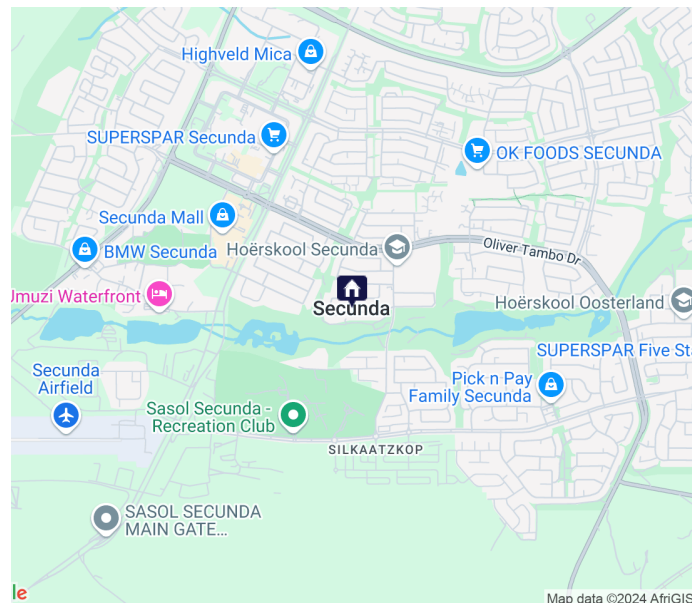 Highveld Mica
SUPERSPAR Secunda
OK FOODS SECUNDA
Secunda Mall
BMW Secunda
Hoërskool Secunda
Oliver Tambo Dr
Umuzi Waterfront
Secunda
Hoërskool Oosterland
SUPERSPAR Five Sta
Secunda
Airfield
Pick n Pay
Family Secunda
Sasol Secunda -
Recreation Club
SILKAATZKOP
SASOL SECUNDA
MAIN GATE...
le
Map data ©2024 AfriGIS